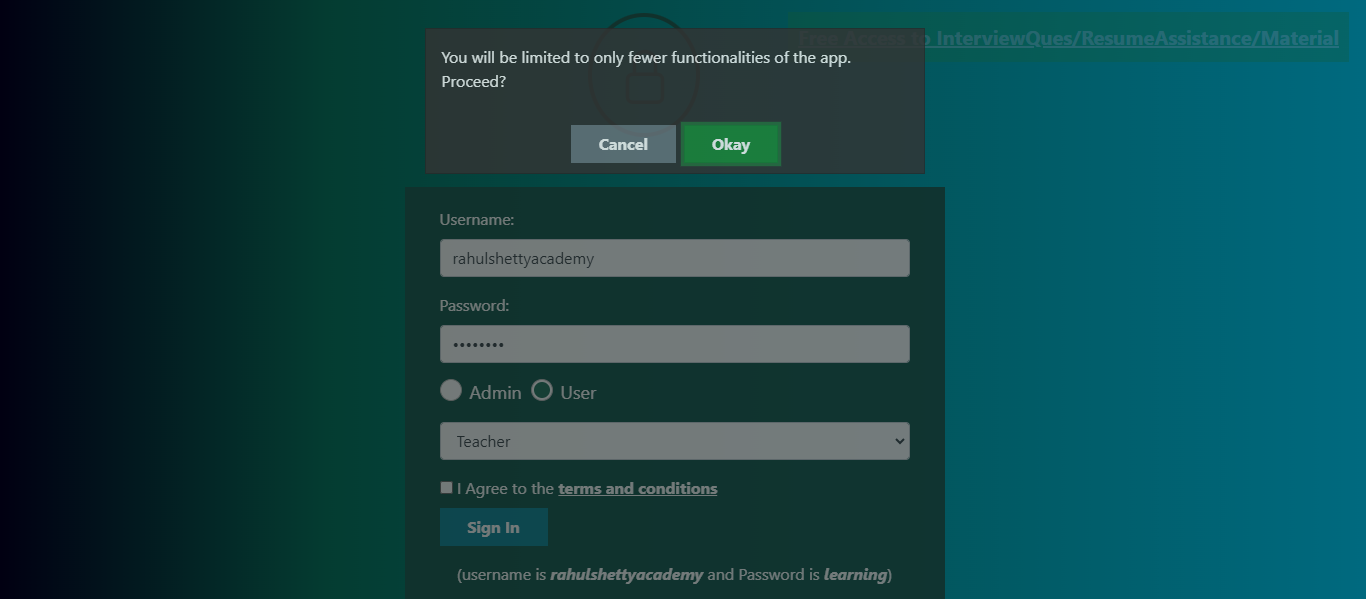 Free Access to InterviewQues/ResumeAssistance/Material
You will be limited to only fewer functionalities of the app.
Proceed?
Cancel
Okay
Username:
rahulshettyacademy
Password:
••••••••
Admin
User
Teacher
I Agree to the terms and conditions
Sign In
(username is rahulshettyacademy and Password is learning)